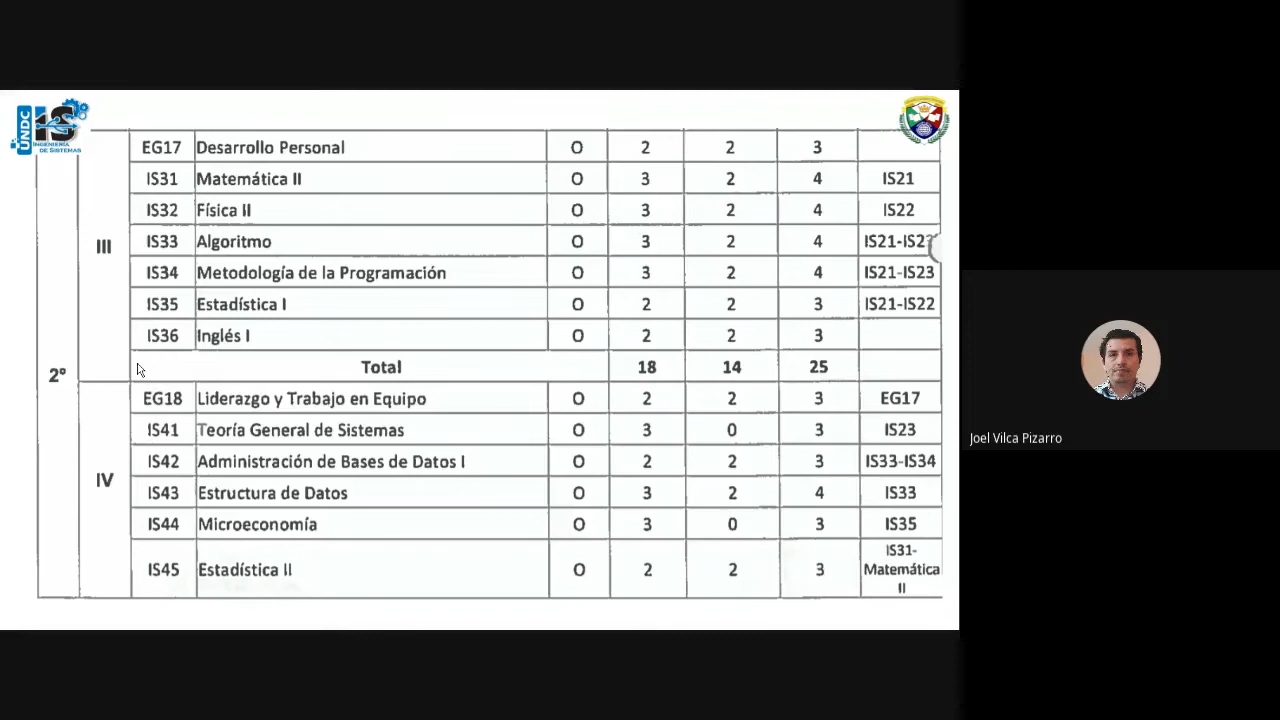 UNDC
IS
INGENIERÍA
DE SISTEMAS
2°
III
EG17 Desarrollo Personal O 2 2 3
IS31 Matemática II O 3 2 4 IS21
IS32 Física II O 3 2 4 IS22
IS33 Algoritmo O 3 2 4 IS21-IS23
IS34 Metodología de la Programación O 3 2 4 IS21-IS23
IS35 Estadística I O 2 2 3 IS21-IS22
IS36 Inglés I O 2 2 3
Total 18 14 25
IV
EG18 Liderazgo y Trabajo en Equipo O 2 2 3 EG17
IS41 Teoría General de Sistemas O 3 0 3 IS23
IS42 Administración de Bases de Datos I O 2 2 3 IS33-IS34
IS43 Estructura de Datos O 3 2 4 IS33
IS44 Microeconomía O 3 0 3 IS35
IS45 Estadística II O 2 2 3 IS31-
Matemática
II
Joel Vilca Pizarro